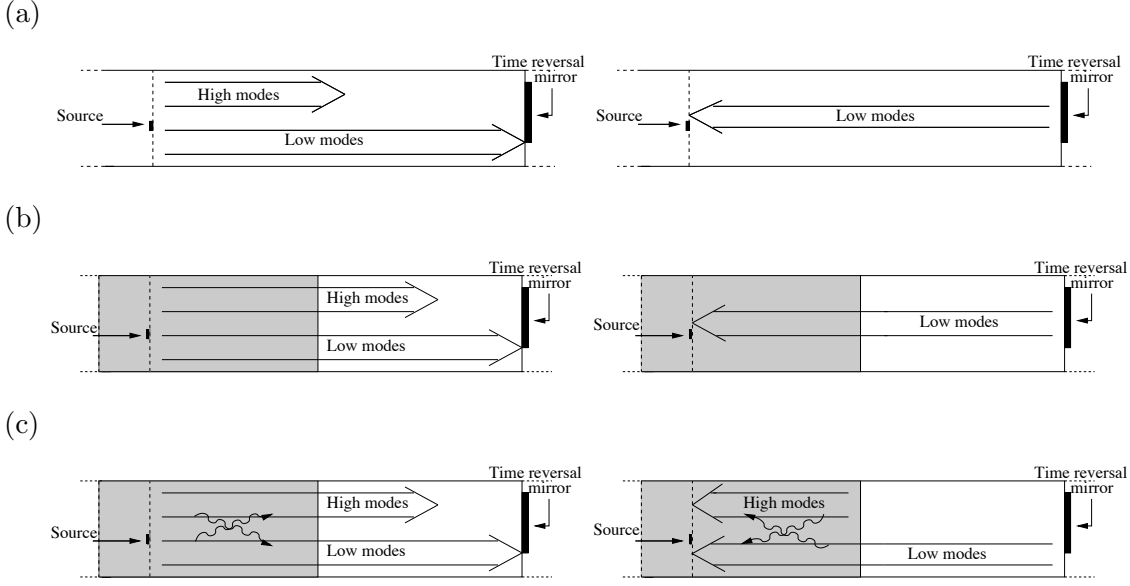 (a)
Time reversal
mirror
High modes
Source
Low modes
Time reversal
mirror
Source
Low modes
(b)
Time reversal
mirror
High modes
Source
Low modes
Time reversal
mirror
Low modes
Source
(c)
Time reversal
mirror
High modes
Source
Low modes
Time reversal
mirror
High modes
Source
Low modes